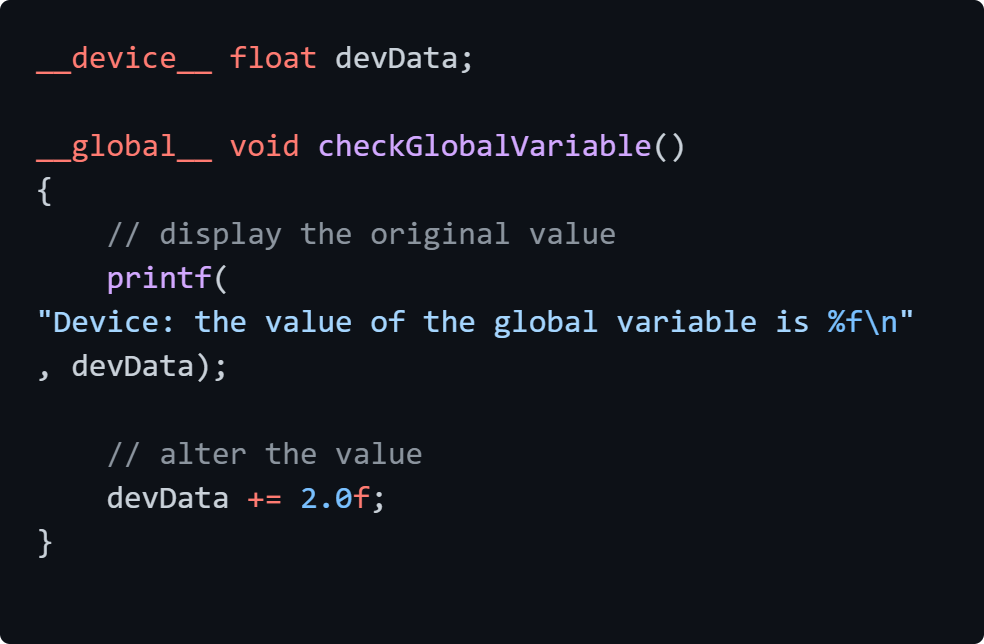 __device__ float devData;
__global__ void checkGlobalVariable()
{
    // display the original value
    printf(
"Device: the value of the global variable is %f\n"
, devData);
    // alter the value
    devData += 2.0f;
}